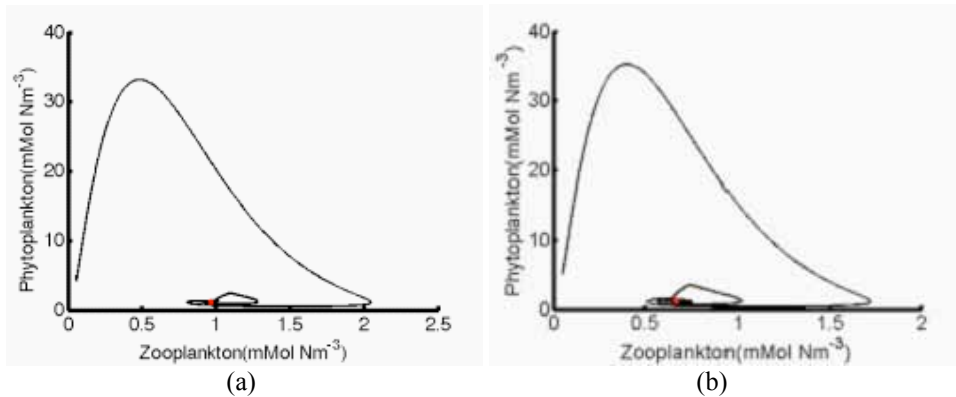 40
30
20
10
0
Phytoplankton(mMol Nm⁻³)
0 0.5 1 1.5 2 2.5
Zooplankton(mMol Nm⁻³)
(a)
40
30
20
10
0
Phytoplankton(mMol Nm⁻³)
0 0.5 1 1.5 2
Zooplankton(mMol Nm⁻³)
(b)